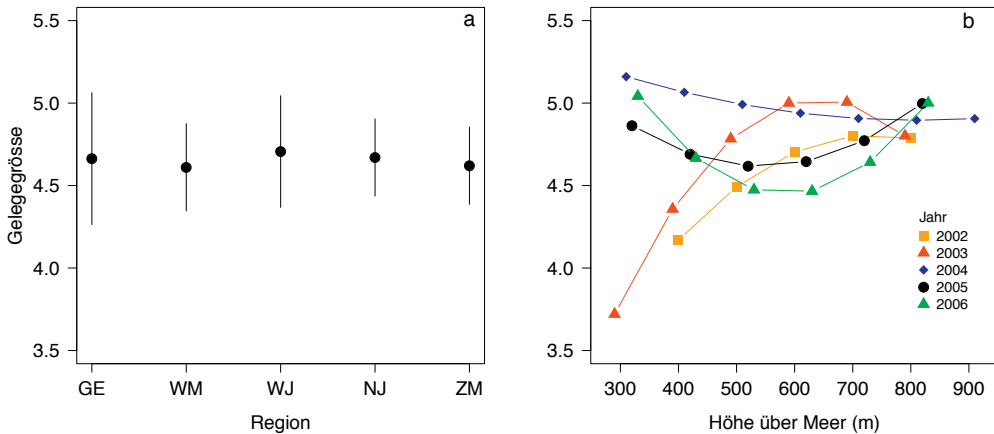 a
5.5
5.0
4.5
4.0
3.5
Gelegegrösse
GE WM WJ NJ ZM
Region
b
5.5
5.0
4.5
4.0
3.5
Jahr
2002
2003
2004
2005
2006
300 400 500 600 700 800 900
Höhe über Meer (m)